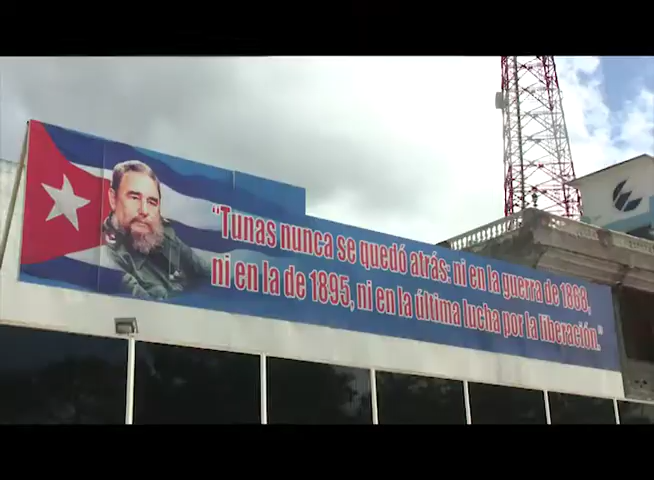 "Tunas nunca se quedó atrás: ni en la guerra de 1868,
ni en la de 1895, ni en la última lucha por la liberación."